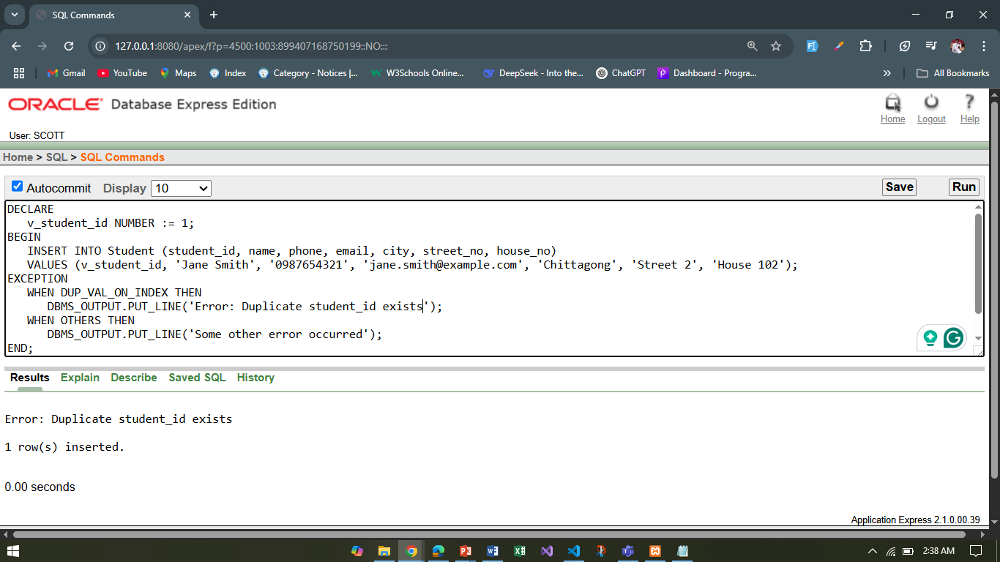 SQL Commands
127.0.0.1:8080/apex/f?p=4500:1003:899407168750199::NO:::
Gmail YouTube Maps Index Category - Notices |... W3Schools Online... DeepSeek - Into the... ChatGPT Dashboard - Progra... » All Bookmarks
ORACLE Database Express Edition
Home Logout Help
User: SCOTT
Home > SQL > SQL Commands
Autocommit Display 10 Save Run
DECLARE
   v_student_id NUMBER := 1;
BEGIN
   INSERT INTO Student (student_id, name, phone, email, city, street_no, house_no)
   VALUES (v_student_id, 'Jane Smith', '0987654321', 'jane.smith@example.com', 'Chittagong', 'Street 2', 'House 102');
EXCEPTION
   WHEN DUP_VAL_ON_INDEX THEN
      DBMS_OUTPUT.PUT_LINE('Error: Duplicate student_id exists');
   WHEN OTHERS THEN
      DBMS_OUTPUT.PUT_LINE('Some other error occurred');
END;
Results Explain Describe Saved SQL History
Error: Duplicate student_id exists
1 row(s) inserted.
0.00 seconds
Application Express 2.1.0.00.39
2:38 AM